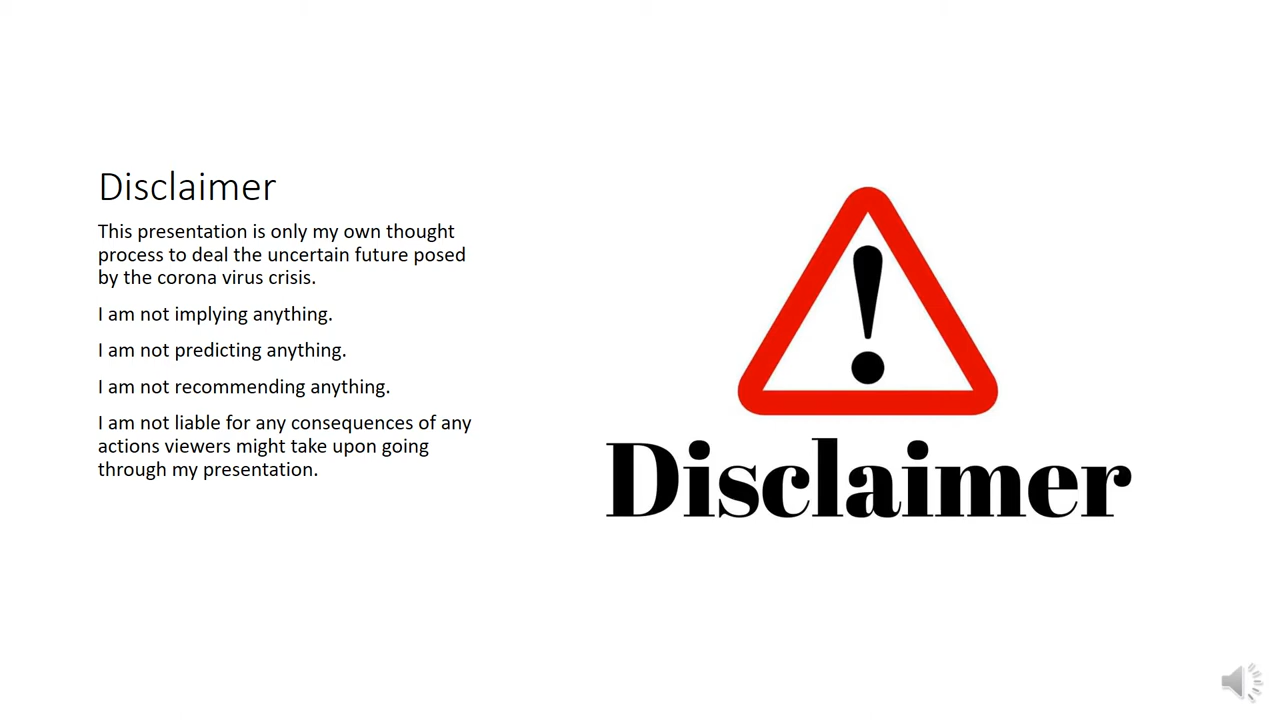 Disclaimer
This presentation is only my own thought
process to deal the uncertain future posed
by the corona virus crisis.
I am not implying anything.
I am not predicting anything.
I am not recommending anything.
I am not liable for any consequences of any
actions viewers might take upon going
through my presentation.
!
Disclaimer